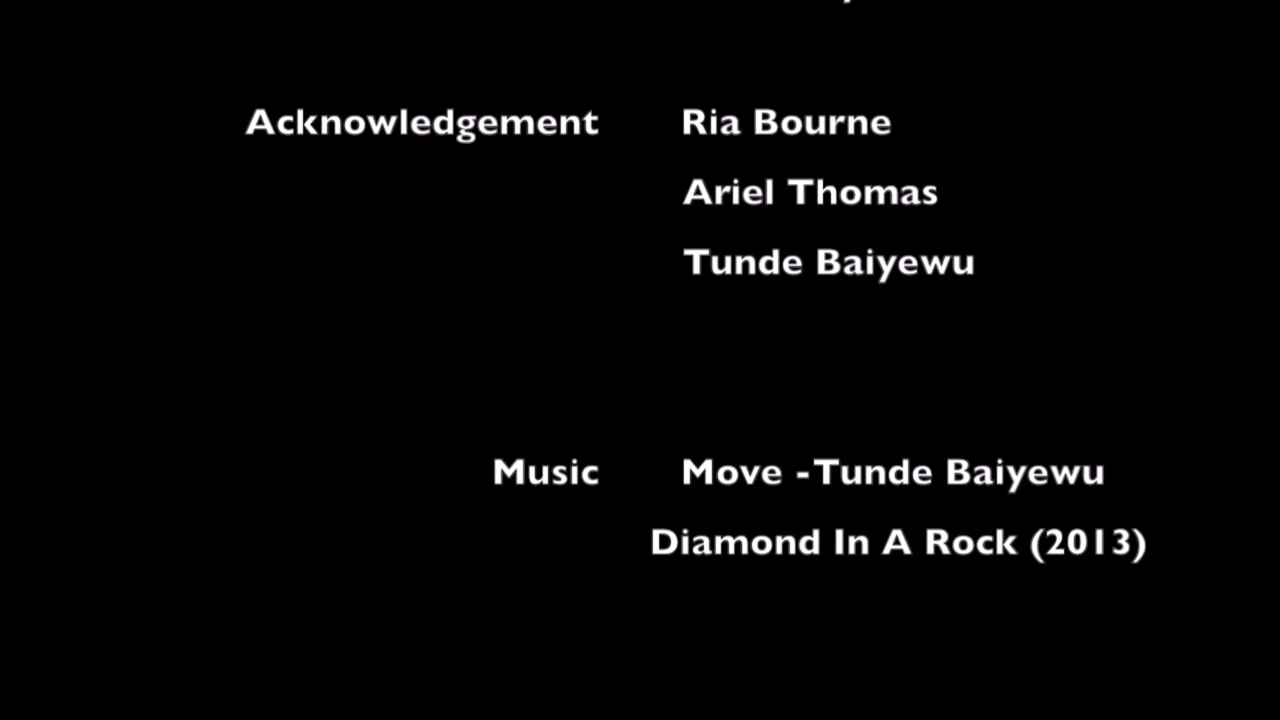 Acknowledgement Ria Bourne
Ariel Thomas
Tunde Baiyewu
Music Move -Tunde Baiyewu
Diamond In A Rock (2013)